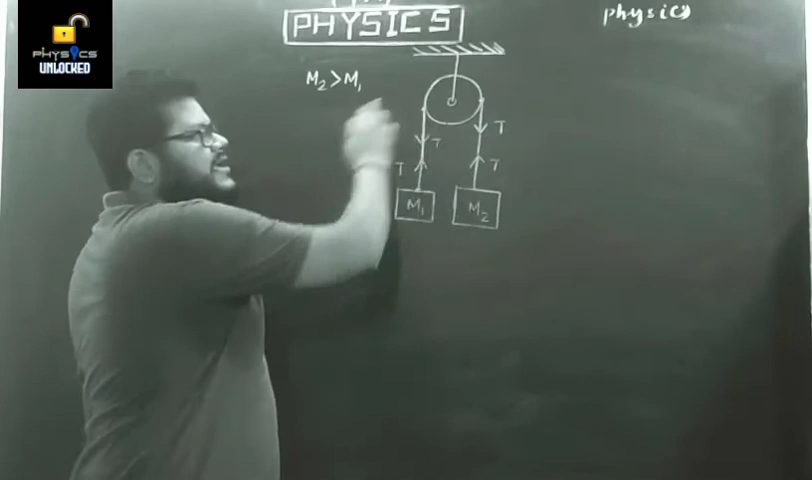 PHYSICS
UNLOCKED
PHYSICS
physics
M₂>M₁
T
T
T
T
M₁
M₂